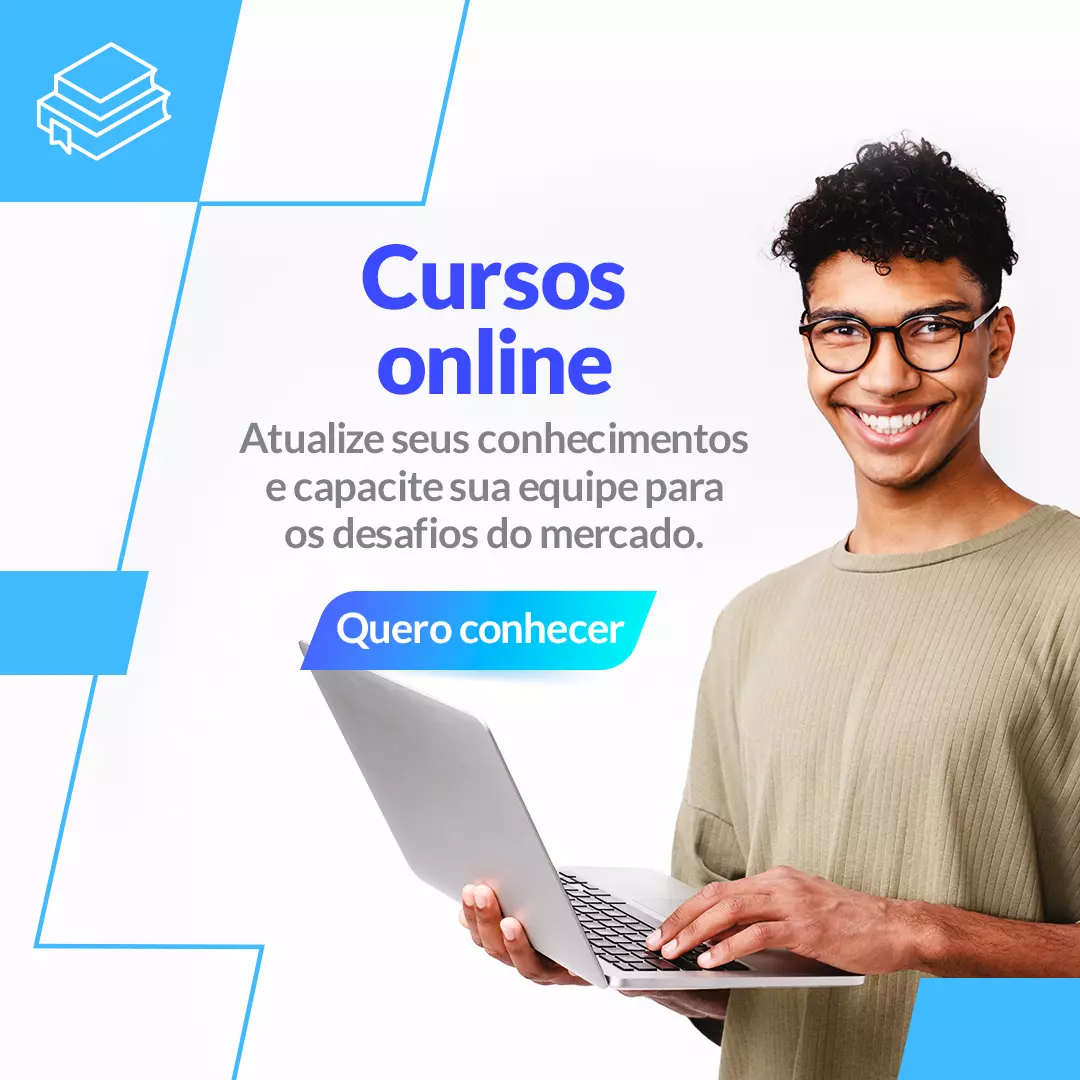 Cursos
online
Atualize seus conhecimentos
e capacite sua equipe para
os desafios do mercado.
Quero conhecer